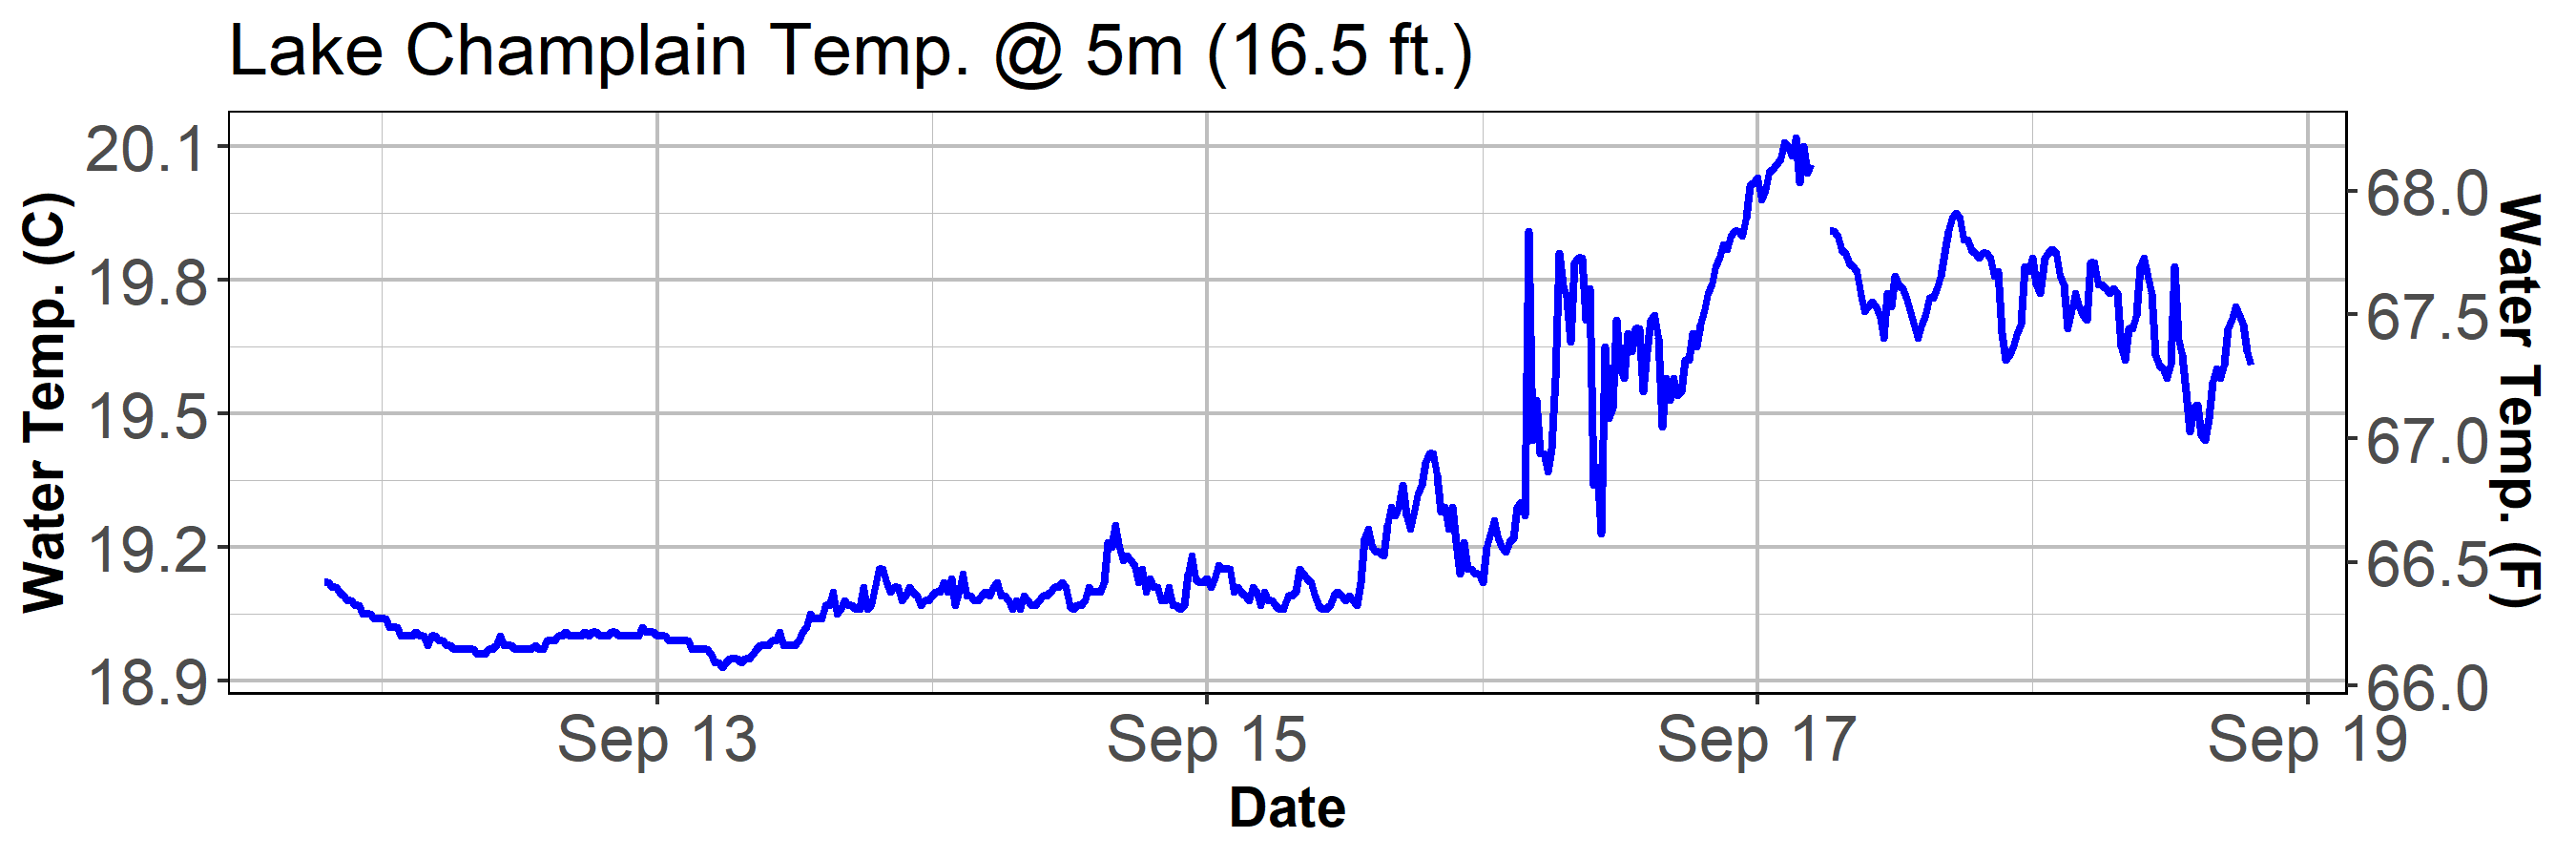 Lake Champlain Temp. @ 5m (16.5 ft.)
Water Temp. (C)
20.1
19.8
19.5
19.2
18.9
68.0
67.5
67.0
66.5
66.0
Water Temp. (F)
Sep 13
Sep 15
Sep 17
Sep 19
Date